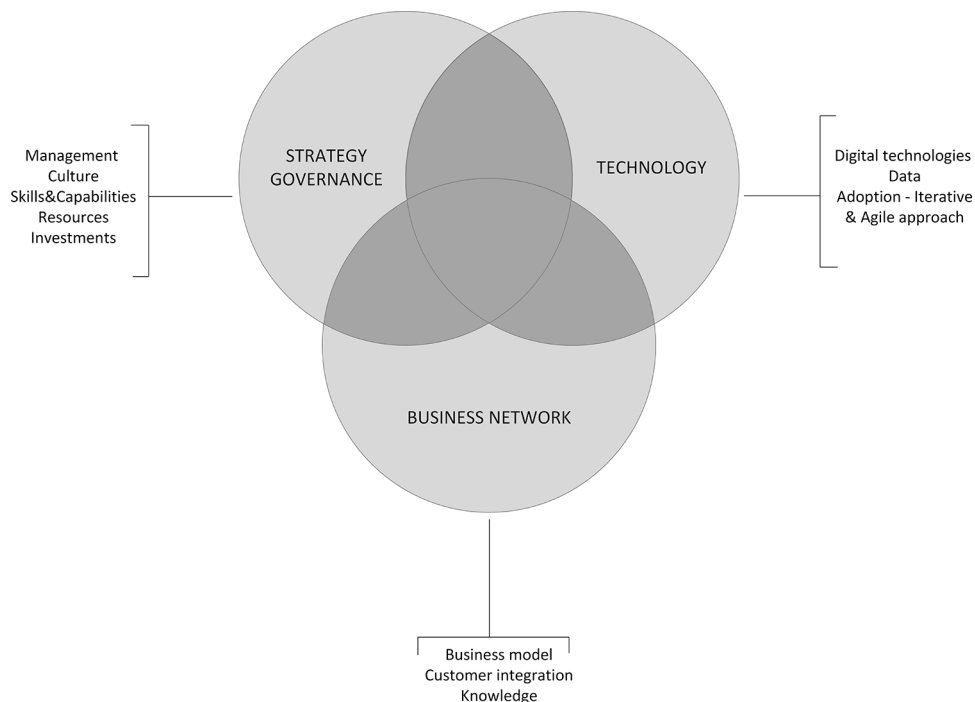 STRATEGY
GOVERNANCE
TECHNOLOGY
Management
Culture
Skills&Capabilities
Resources
Investments
Digital technologies
Data
Adoption - Iterative
& Agile approach
BUSINESS NETWORK
Business model
Customer integration
Knowledge